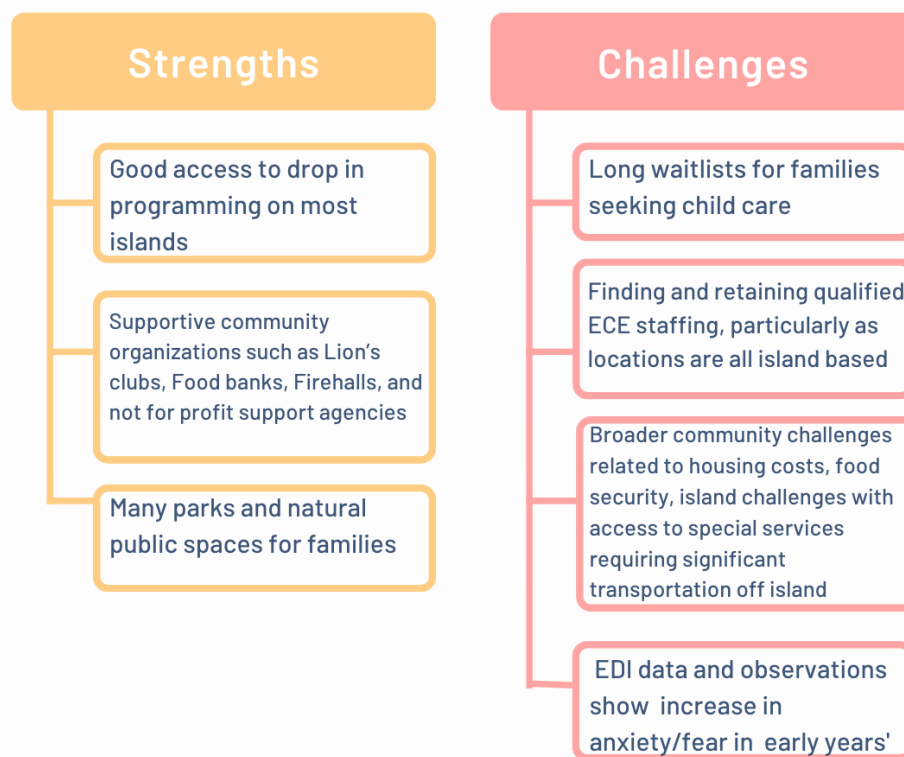 Strengths
Good access to drop in
programming on most
islands
Supportive community
organizations such as Lion's
clubs, Food banks, Firehalls, and
not for profit support agencies
Many parks and natural
public spaces for families
Challenges
Long waitlists for families
seeking child care
Finding and retaining qualified
ECE staffing, particularly as
locations are all island based
Broader community challenges
related to housing costs, food
security, island challenges with
access to special services
requiring significant
transportation off island
EDI data and observations
show increase in
anxiety/fear in early years'